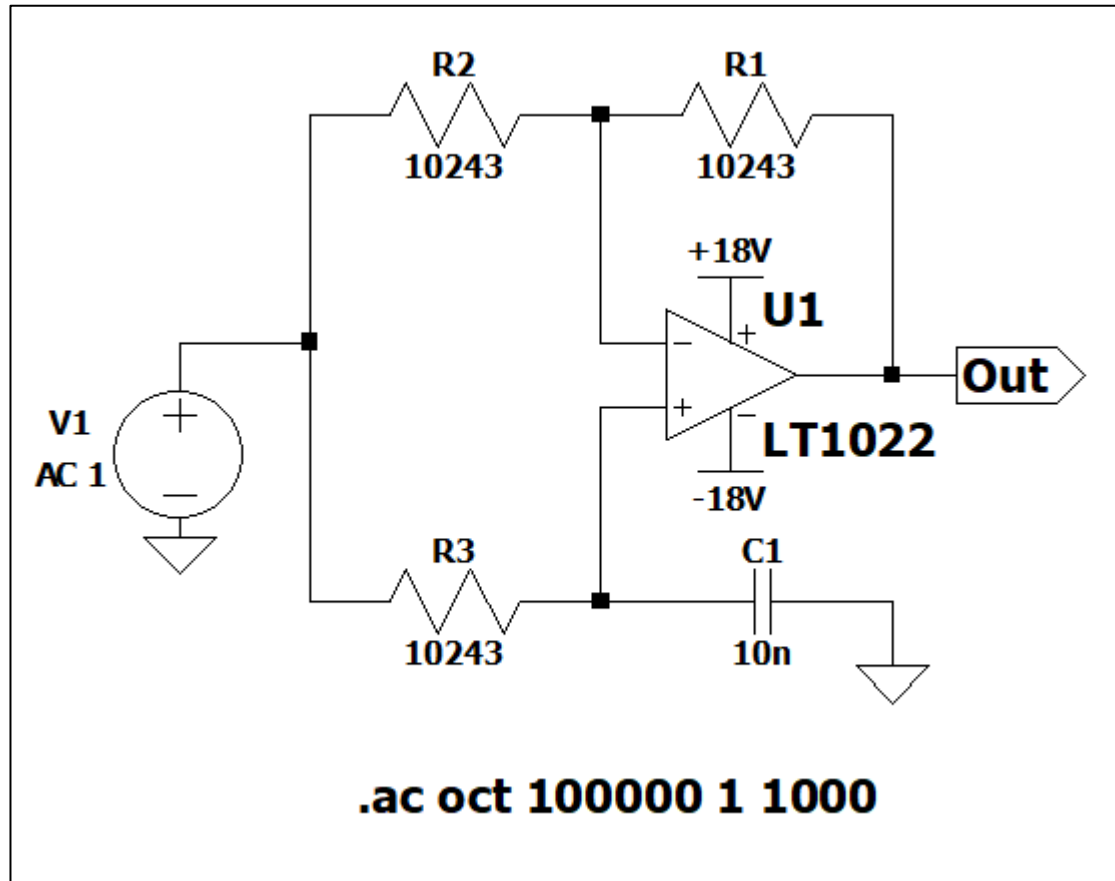 R2
R1
10243
10243
+18V
U1
+
−
+
−
Out
V1
+
−
AC 1
LT1022
-18V
R3
C1
10243
10n
.ac oct 100000 1 1000